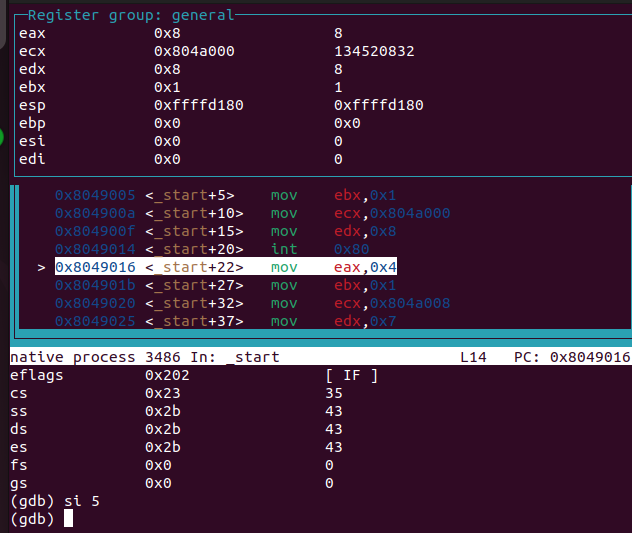 Register group: general
eax 0x8 8
ecx 0x804a000 134520832
edx 0x8 8
ebx 0x1 1
esp 0xffffd180 0xffffd180
ebp 0x0 0x0
esi 0x0 0
edi 0x0 0
0x8049005 <_start+5> mov ebx,0x1
0x804900a <_start+10> mov ecx,0x804a000
0x804900f <_start+15> mov edx,0x8
0x8049014 <_start+20> int 0x80
> 0x8049016 <_start+22> mov eax,0x4
0x804901b <_start+27> mov ebx,0x1
0x8049020 <_start+32> mov ecx,0x804a008
0x8049025 <_start+37> mov edx,0x7
native process 3486 In: _start L14 PC: 0x8049016
eflags 0x202 [ IF ]
cs 0x23 35
ss 0x2b 43
ds 0x2b 43
es 0x2b 43
fs 0x0 0
gs 0x0 0
(gdb) si 5
(gdb)